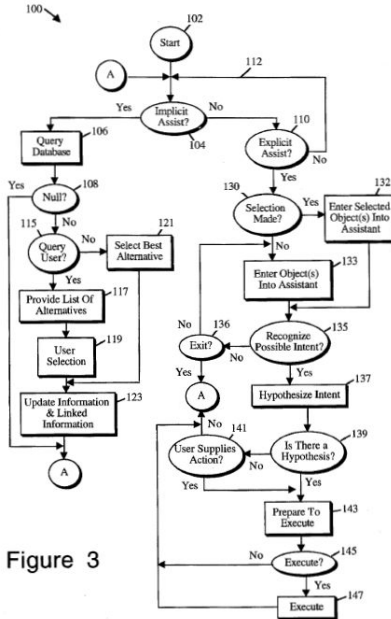 100
102
Start
A
112
Yes
Implicit
Assist?
No
104
106
Query
Database
110
Explicit
Assist?
No
Yes
Yes
Null?
108
No
130
Selection
Made?
Yes
132
Enter Selected
Object(s) Into
Assistant
No
115
Query
User?
No
121
Select Best
Alternative
Yes
Enter Object(s)
Into Assistant
133
117
Provide List Of
Alternatives
No
136
Exit?
No
135
Recognize
Possible Intent?
Yes
119
User
Selection
Yes
137
Hypothesize Intent
A
123
Update Information
& Linked
Information
141
User Supplies
Action?
No
139
Is There a
Hypothesis?
Yes
Yes
A
143
Prepare To
Execute
Figure 3
No
145
Execute?
Yes
147
Execute